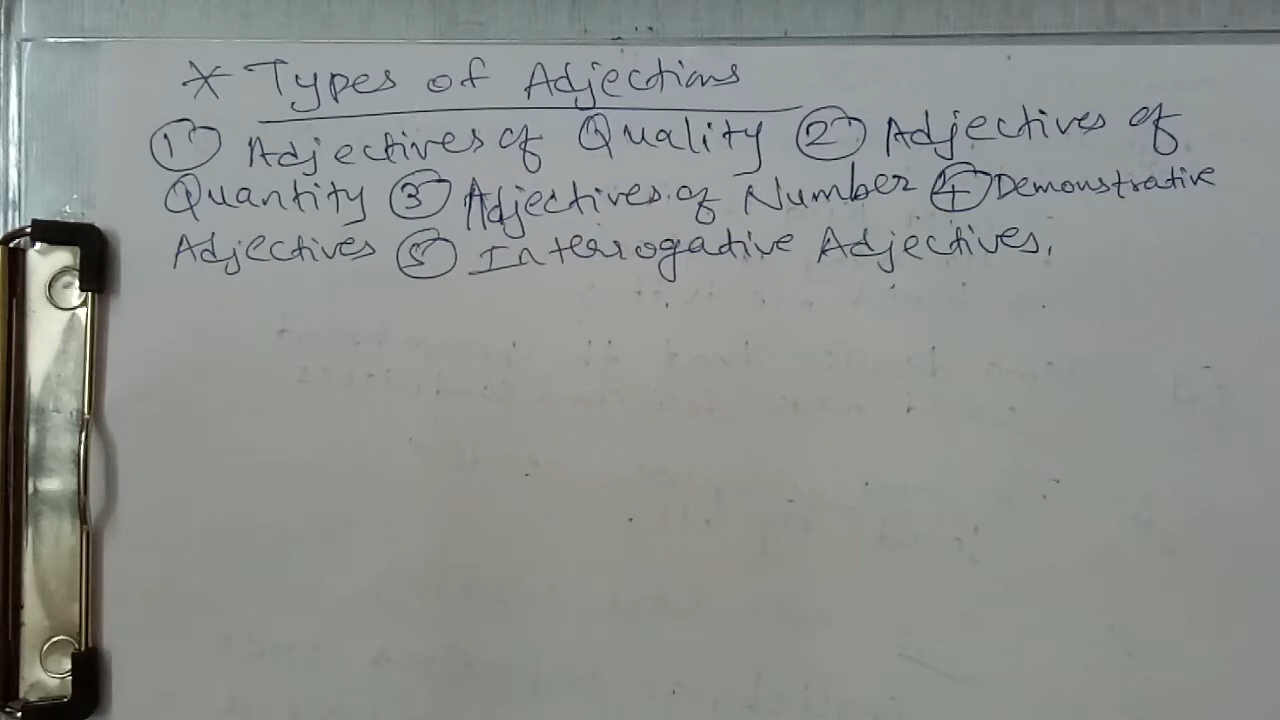 * Types of Adjections
① Adjectives of Quality ② Adjectives of
Quantity ③ Adjectives of Number ④ Demonstrative
Adjectives ⑤ Interrogative Adjectives.